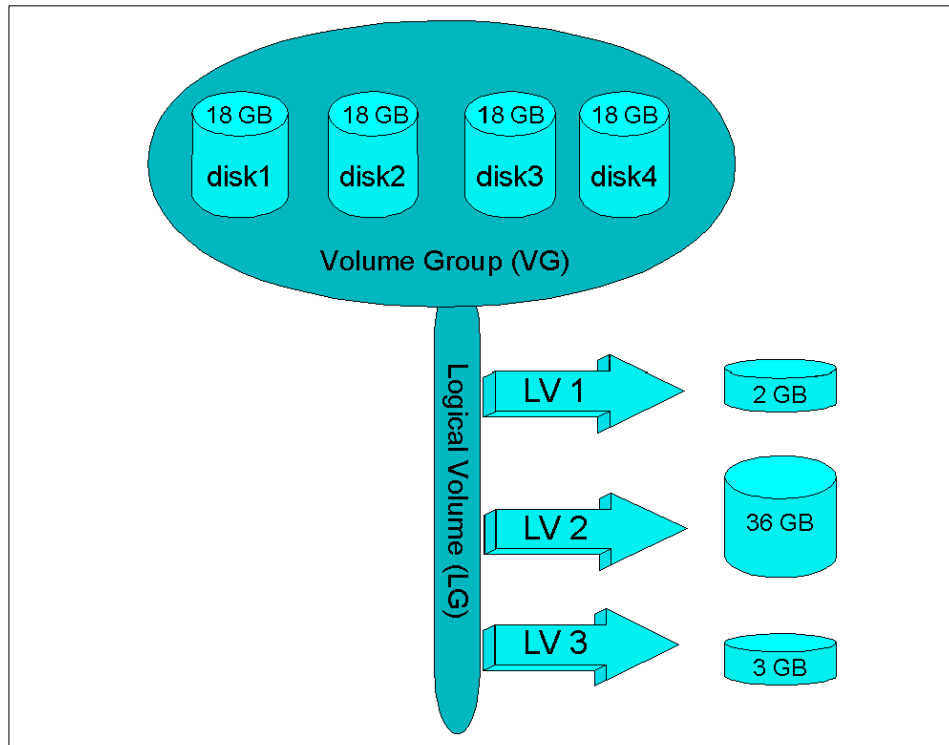 18 GB
18 GB
18 GB
18 GB
disk1
disk2
disk3
disk4
Volume Group (VG)
Logical Volume (LG)
LV 1
2 GB
LV 2
36 GB
LV 3
3 GB